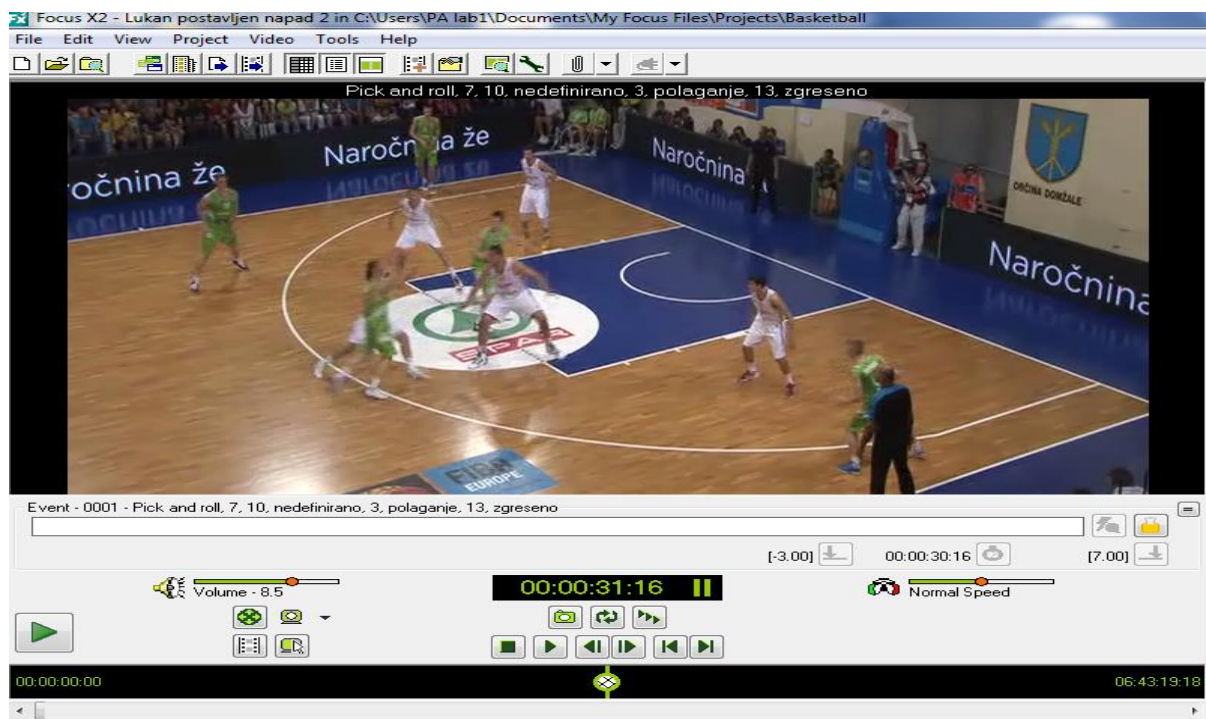 Focus X2 - Lukan postavljen napad 2 in C:\Users\PA lab1\Documents\My Focus Files\Projects\Basketball
File Edit View Project Video Tools Help
Pick and roll, 7, 10, nedefinirano, 3, polaganje, 13, zgreseno
očnina že
Naročn a že
Naročnina
OBČINA DOMŽALE
Naročnina
SPAR
FIBA
EUROPE
Event - 0001 - Pick and roll, 7, 10, nedefinirano, 3, polaganje, 13, zgreseno
[-3.00] 00:00:30:16 [7.00]
Volume - 8.5 00:00:31:16 Normal Speed
00:00:00:00 06:43:19:18